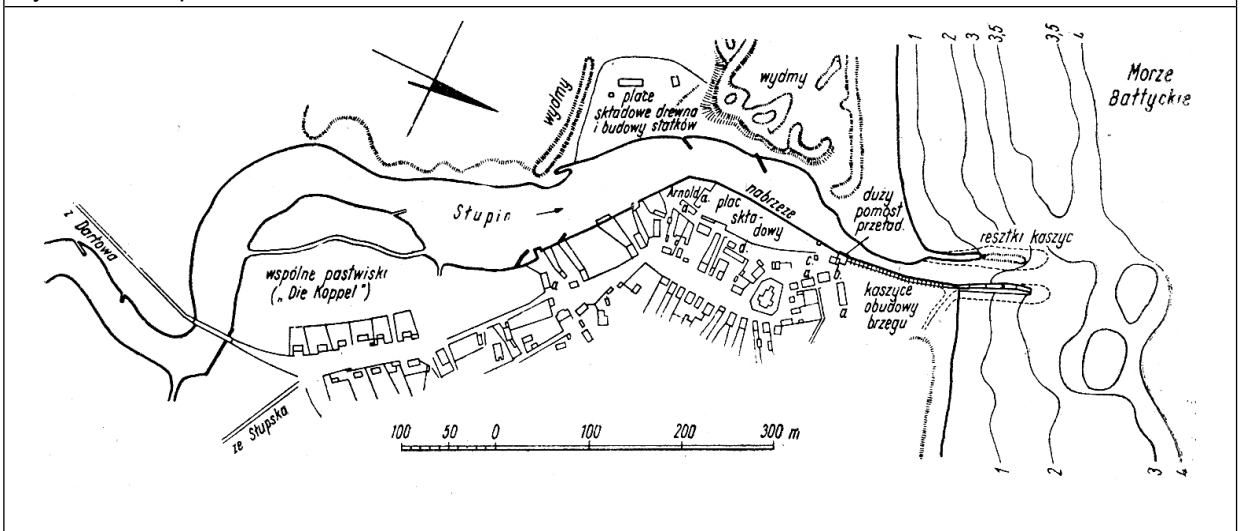 1
2
3
3,5
3,5
4
Morze
Bałtyckie
wydmy
place
składowe drewna
i budowy statków
wydmy
z Darłowa
Słupia
Arnold/a.
a.
plac
skła-
dowy
nabrzeże
duży
pomost
przeład.
resztki kaszyc
wspólne pastwiski
(„Die Koppel")
d.
c.
a.
b.
a
kaszyce
obudowy
brzegu
ze Słupska
100 50 0 100 200 300 m
1
2
3
4